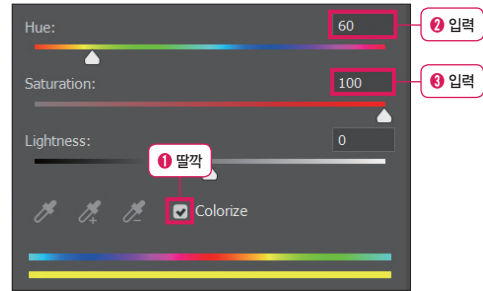 Hue: 60 ❷ 입력
Saturation: 100 ❸ 입력
Lightness: 0
❶ 딸깍
Colorize